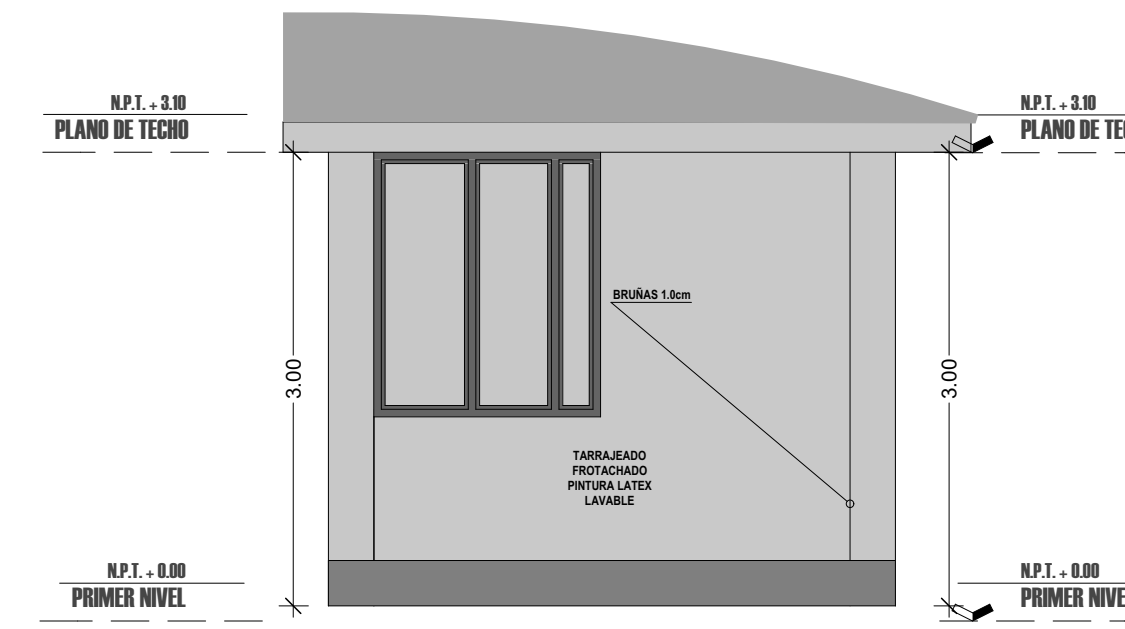 N.P.T. + 3.10
PLANO DE TECHO
N.P.T. + 3.10
PLANO DE TE
3.00
BRUÑAS 1.0cm
3.00
TARRAJEADO
FROTACHADO
PINTURA LATEX
LAVABLE
N.P.T. + 0.00
PRIMER NIVEL
N.P.T. + 0.00
PRIMER NIVE